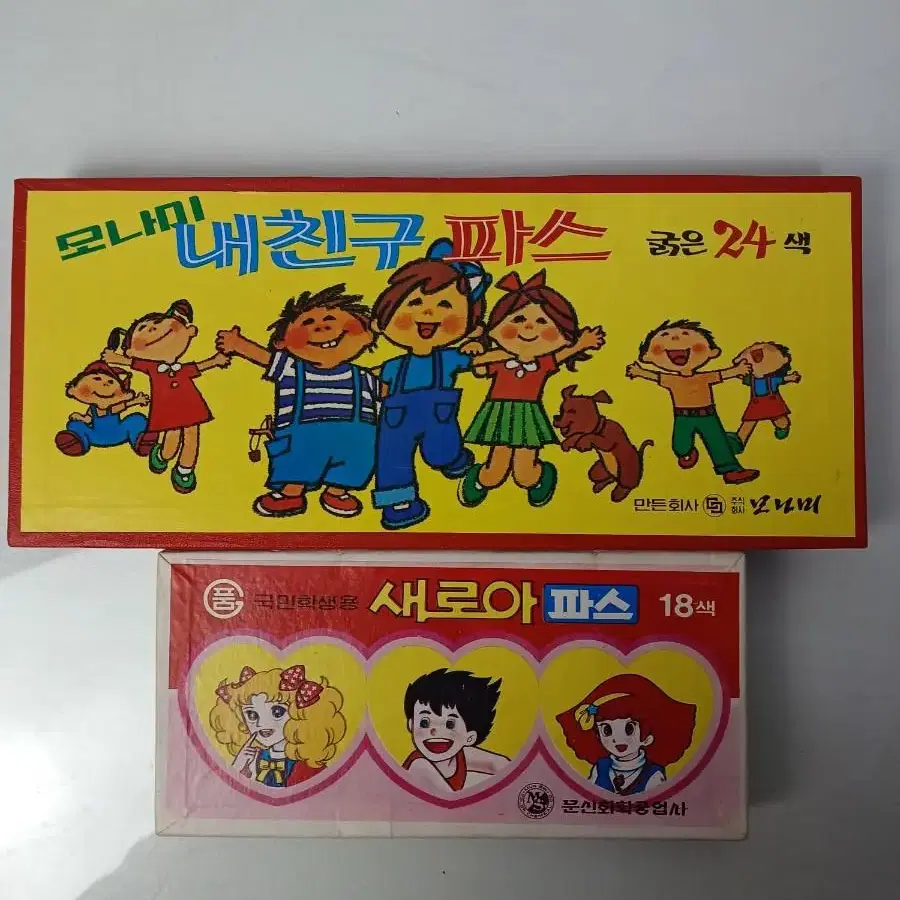 모나미 내친구 파스 굵은 24 색
만든회사 주식회사 모나미
품 국민학생용 새로아 파스 18색
문신화학공업사